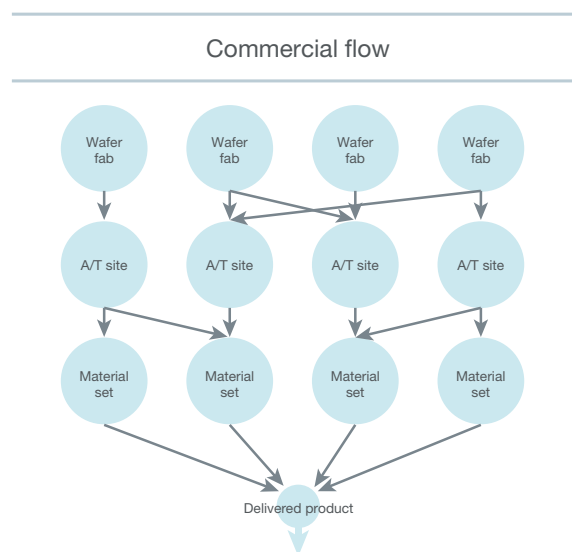 Commercial flow
Wafer
fab
Wafer
fab
Wafer
fab
Wafer
fab
A/T site
A/T site
A/T site
A/T site
Material
set
Material
set
Material
set
Material
set
Delivered product